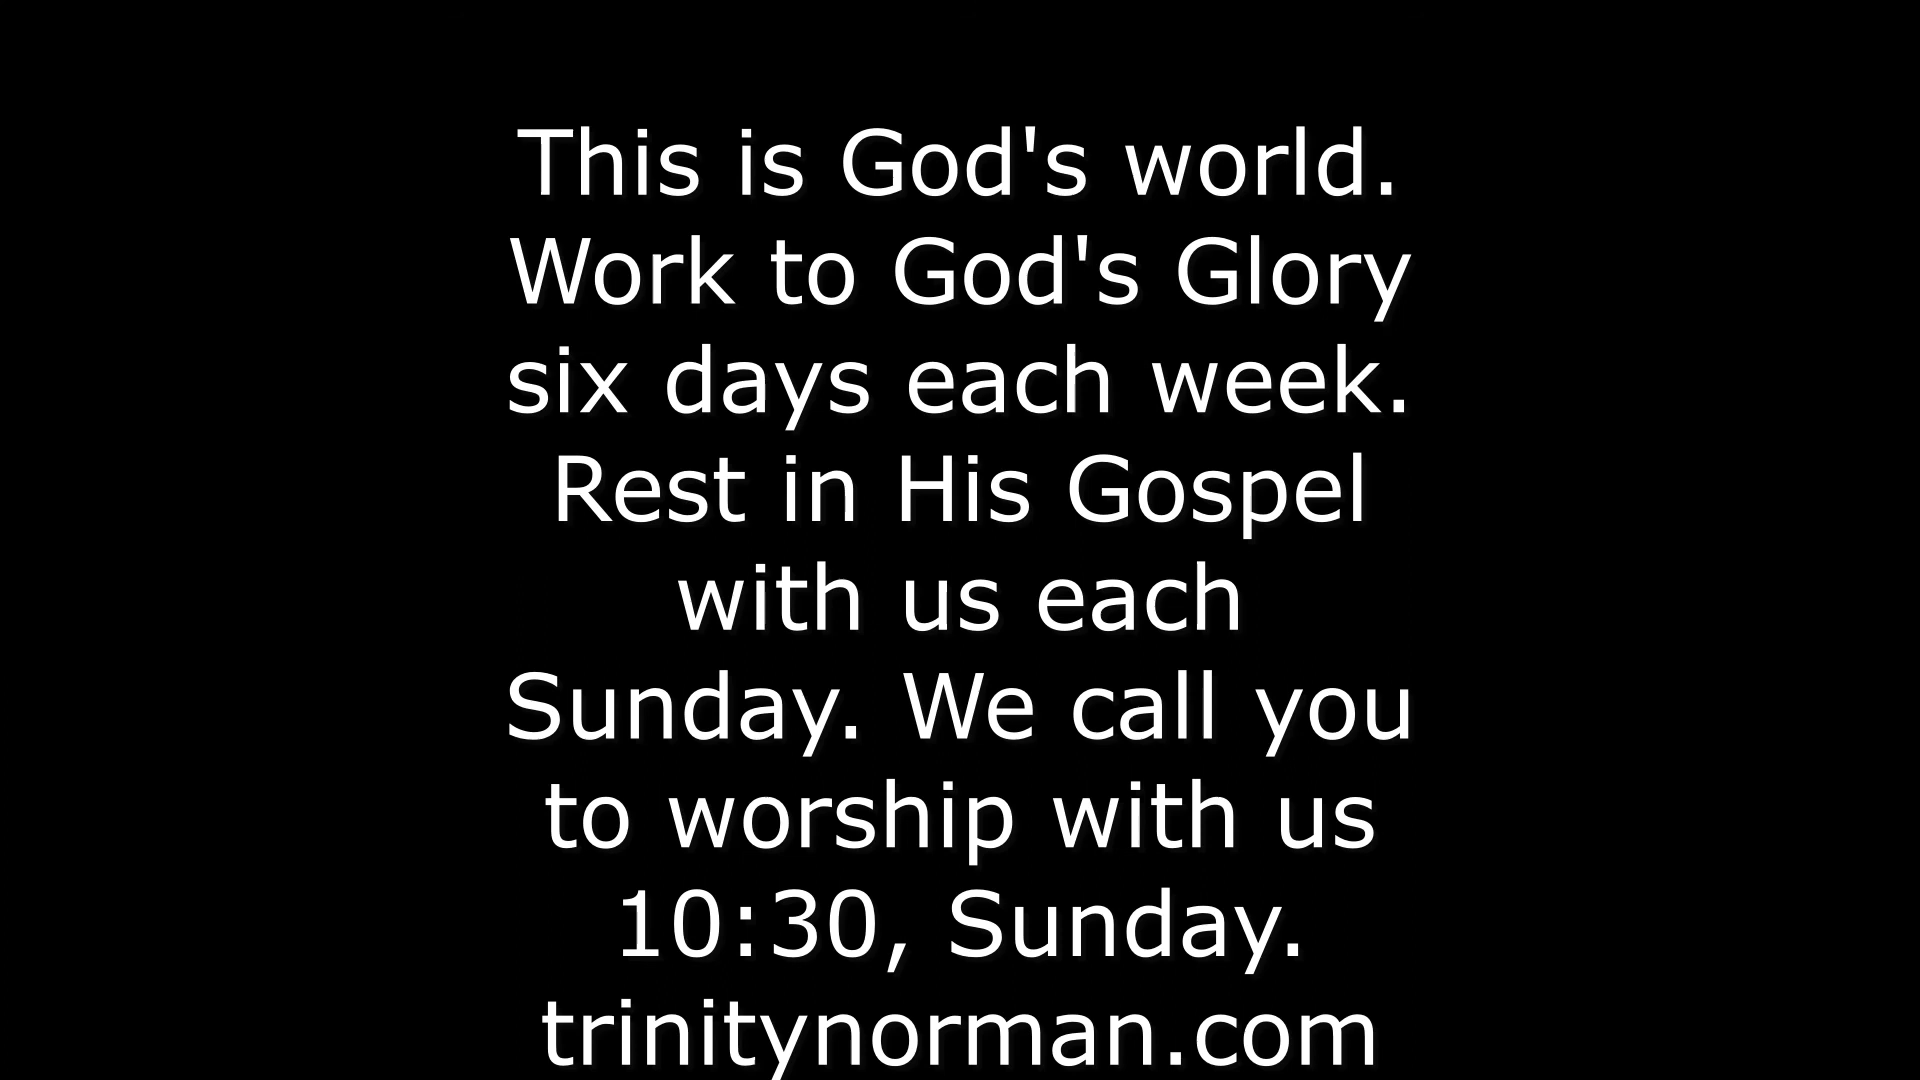 This is God's world.
Work to God's Glory
six days each week.
Rest in His Gospel
with us each
Sunday. We call you
to worship with us
10:30, Sunday.
trinitynorman.com